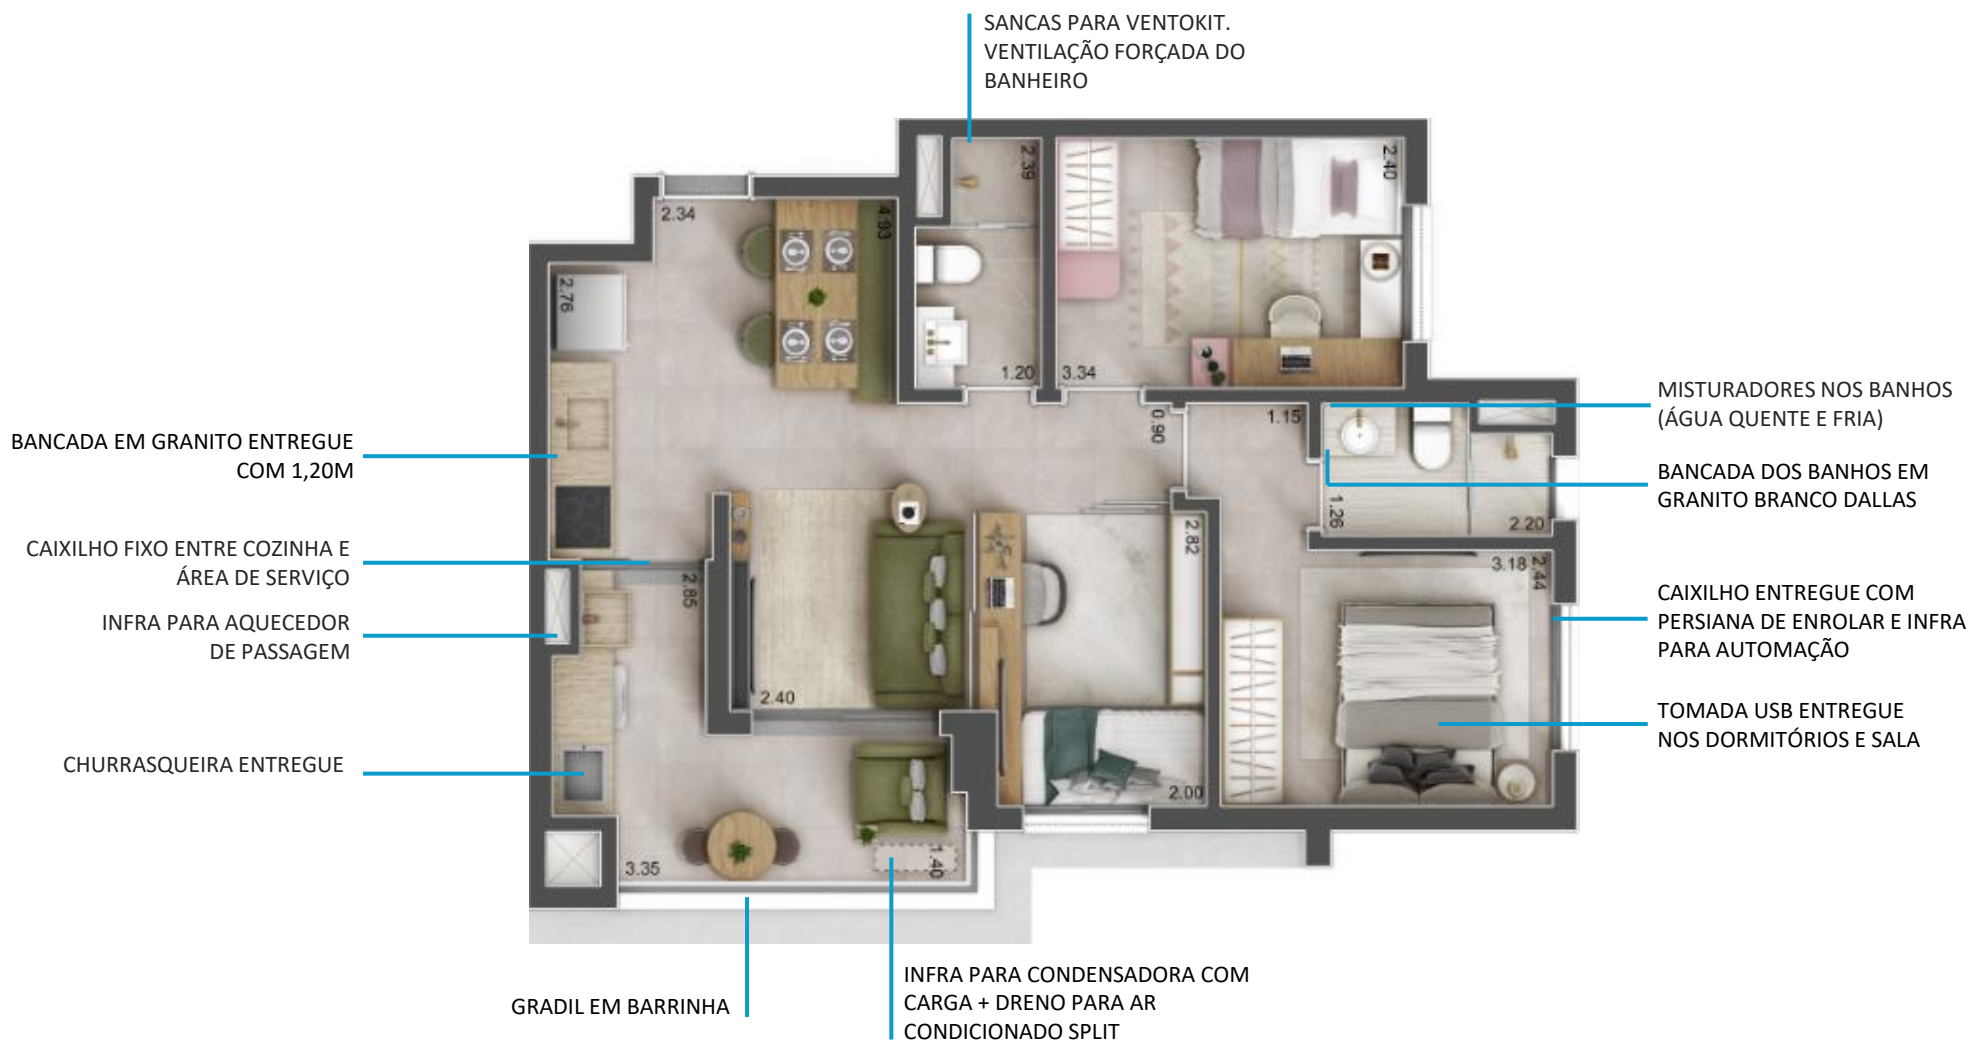 SANCAS PARA VENTOKIT.
VENTILAÇÃO FORÇADA DO
BANHEIRO
2.39
2.40
2.34
4.93
2.76
1.20
3.34
0.90
1.15
MISTURADORES NOS BANHOS
(ÁGUA QUENTE E FRIA)
BANCADA EM GRANITO ENTREGUE
COM 1,20M
BANCADA DOS BANHOS EM
GRANITO BRANCO DALLAS
1.26
2.20
2.82
CAIXILHO FIXO ENTRE COZINHA E
ÁREA DE SERVIÇO
2.85
3.18
2.44
INFRA PARA AQUECEDOR
DE PASSAGEM
CAIXILHO ENTREGUE COM
PERSIANA DE ENROLAR E INFRA
PARA AUTOMAÇÃO
2.40
TOMADA USB ENTREGUE
NOS DORMITÓRIOS E SALA
CHURRASQUEIRA ENTREGUE
2.00
3.35
1.40
GRADIL EM BARRINHA
INFRA PARA CONDENSADORA COM
CARGA + DRENO PARA AR
CONDICIONADO SPLIT